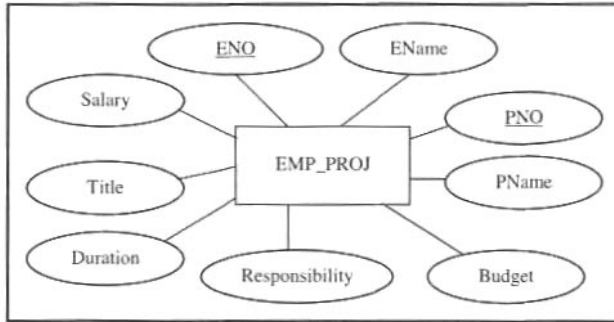 ENO
EName
Salary
PNO
EMP_PROJ
Title
PName
Duration
Responsibility
Budget